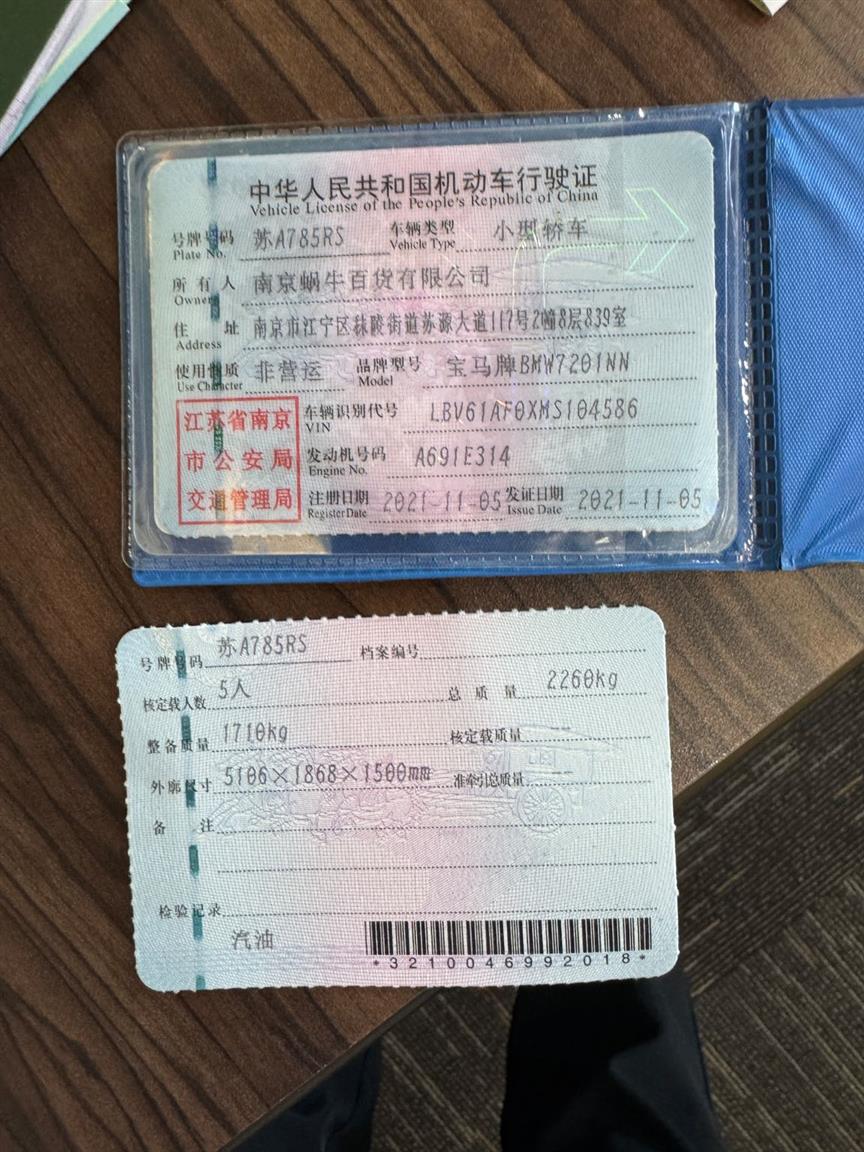 中华人民共和国机动车行驶证
Vehicle License of the People's Republic of China
号牌号码 苏A785RS 车辆类型 小型轿车
Plate No. Vehicle Type
所有人 南京蜗牛百货有限公司
Owner
住址 南京市江宁区秣陵街道苏源大道117号2幢8层839室
Address
使用性质 非营运 品牌型号 宝马牌BMW7201NN
Use Character Model
江苏省南京
市公安局
交通管理局
车辆识别代号 LBV61AF0XMS104586
VIN
发动机号码 A691E314
Engine No.
注册日期 2021-11-05 发证日期 2021-11-05
Register Date Issue Date
号牌号码 苏A785RS 档案编号
核定载人数 5人 总质量 2260kg
整备质量 1710kg 核定载质量 --
外廓尺寸 5106×1868×1500mm 准牵引总质量 --
备注
检验记录
汽油
*3210046992018*